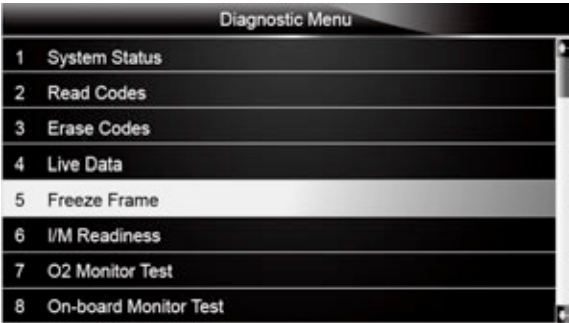 Diagnostic Menu
1 System Status
2 Read Codes
3 Erase Codes
4 Live Data
5 Freeze Frame
6 I/M Readiness
7 O2 Monitor Test
8 On-board Monitor Test